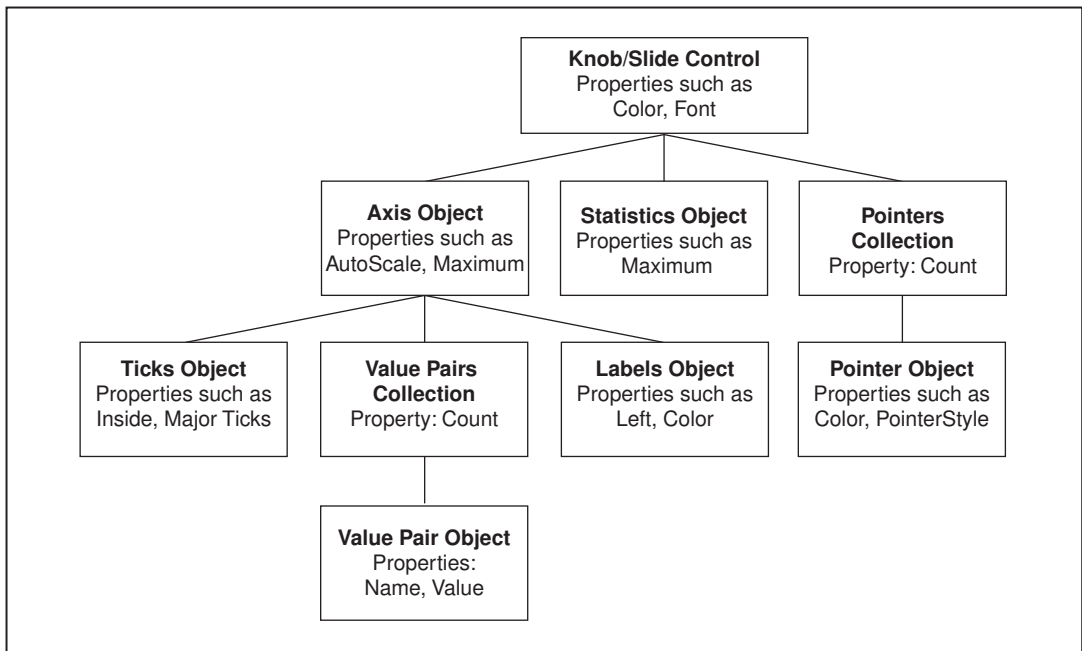 Knob/Slide Control
Properties such as
Color, Font
Axis Object
Properties such as
AutoScale, Maximum
Statistics Object
Properties such as
Maximum
Pointers
Collection
Property: Count
Ticks Object
Properties such as
Inside, Major Ticks
Value Pairs
Collection
Property: Count
Labels Object
Properties such as
Left, Color
Pointer Object
Properties such as
Color, PointerStyle
Value Pair Object
Properties:
Name, Value